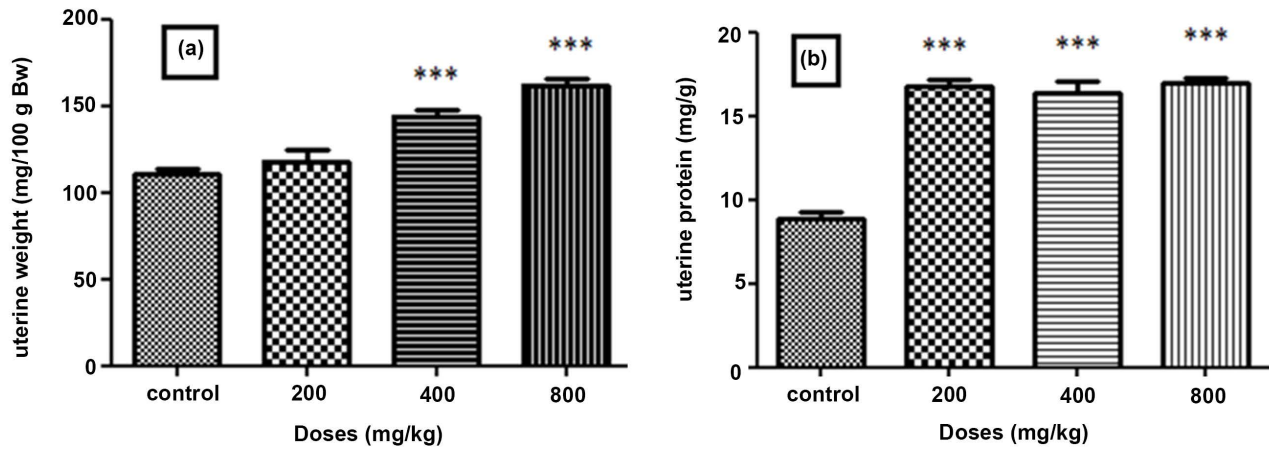 (a)
uterine weight (mg/100 g Bw)
200
150
100
50
0
***
***
control 200 400 800
Doses (mg/kg)
(b)
uterine protein (mg/g)
20
15
10
5
0
***
***
***
control 200 400 800
Doses (mg/kg)